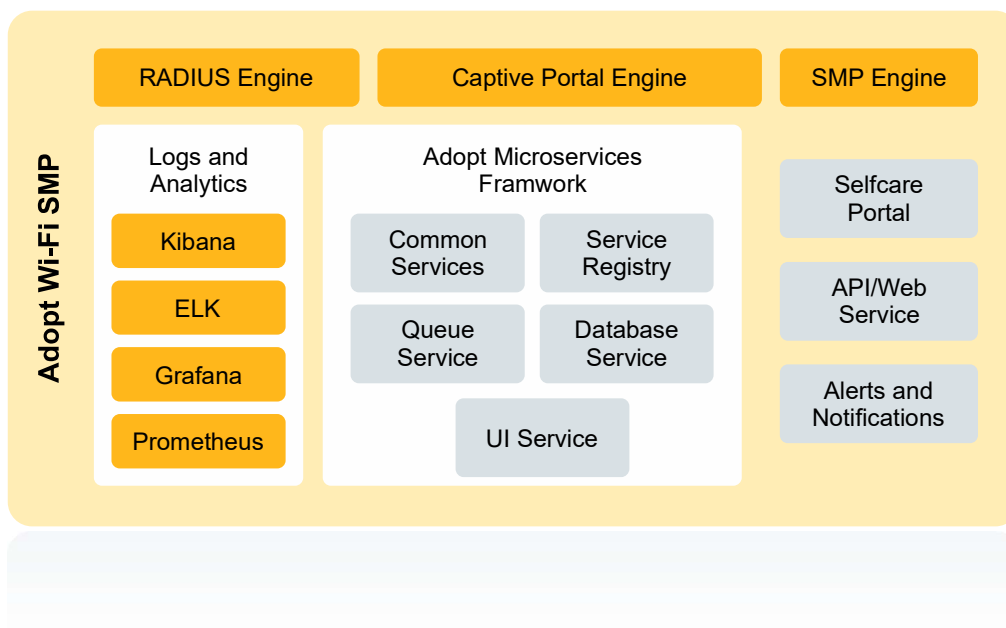 Adopt Wi-Fi SMP
RADIUS Engine
Captive Portal Engine
SMP Engine
Logs and
Analytics
Kibana
ELK
Grafana
Prometheus
Adopt Microservices
Framwork
Common
Services
Service
Registry
Queue
Service
Database
Service
UI Service
Selfcare
Portal
API/Web
Service
Alerts and
Notifications